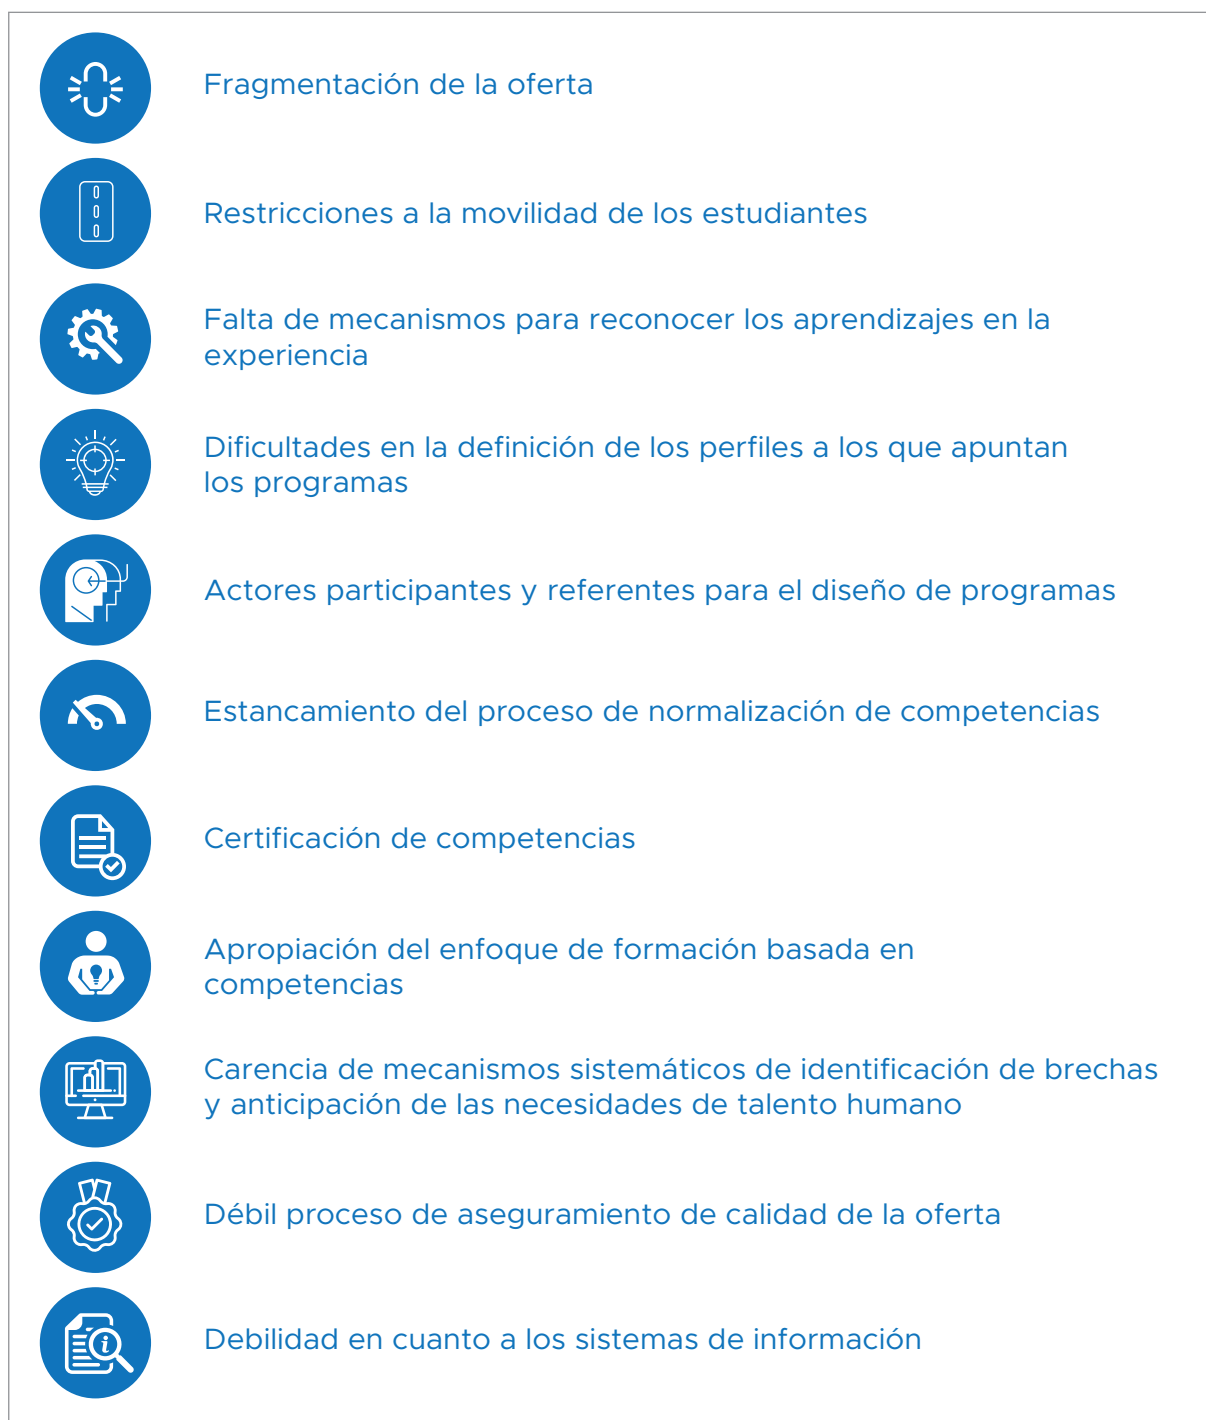 Fragmentación de la oferta
Restricciones a la movilidad de los estudiantes
Falta de mecanismos para reconocer los aprendizajes en la
experiencia
Dificultades en la definición de los perfiles a los que apuntan
los programas
Actores participantes y referentes para el diseño de programas
Estancamiento del proceso de normalización de competencias
Certificación de competencias
Apropiación del enfoque de formación basada en
competencias
Carencia de mecanismos sistemáticos de identificación de brechas
y anticipación de las necesidades de talento humano
Débil proceso de aseguramiento de calidad de la oferta
Debilidad en cuanto a los sistemas de información